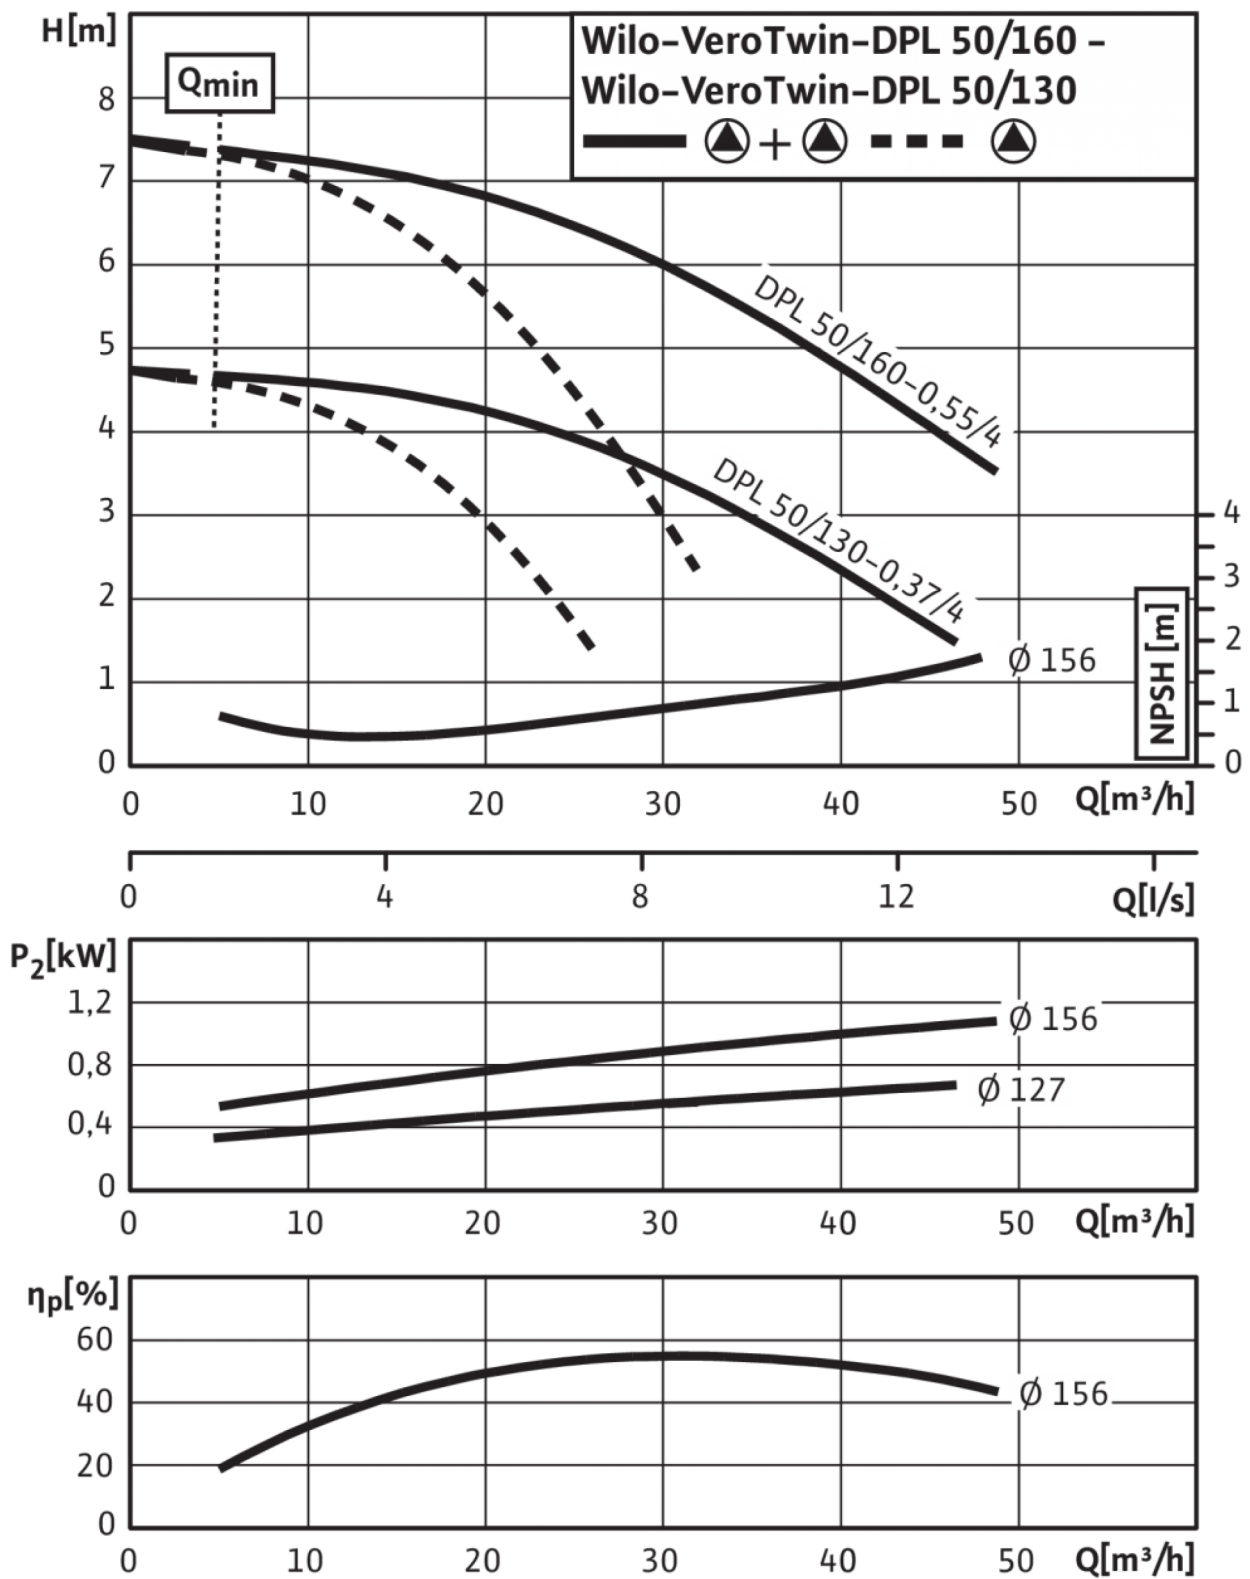 H[m]
Wilo–VeroTwin–DPL 50/160 –
Wilo–VeroTwin–DPL 50/130
+
Qmin
8
7
6
5
4
3
2
1
0
DPL 50/160–0,55/4
DPL 50/130–0,37/4
Ø 156
4
3
2
1
0
NPSH [m]
0 10 20 30 40 50 Q[m³/h]
0 4 8 12 Q[l/s]
P₂[kW]
1,2
0,8
0,4
0
Ø 156
Ø 127
0 10 20 30 40 50 Q[m³/h]
ηp[%]
60
40
20
0
Ø 156
0 10 20 30 40 50 Q[m³/h]